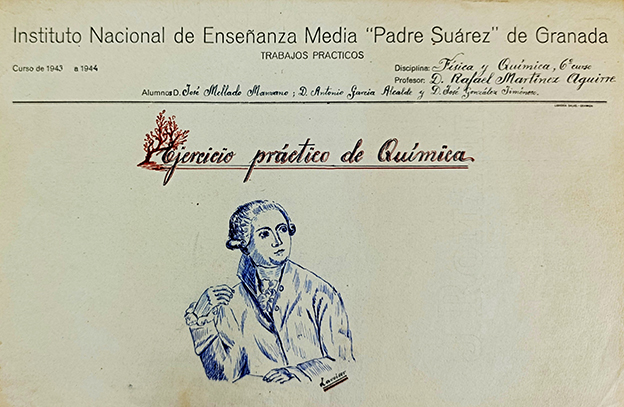 Instituto Nacional de Enseñanza Media "Padre Suárez" de Granada
TRABAJOS PRACTICOS
Curso de 1943 a 1944
Disciplina: Física y Química, 6º curso
Profesor: D. Rafael Martínez Aguirre
Alumnos D. José Mellado Manzano; D. Antonio García Alcalde y D. José González Jiménez.
Ejercicio práctico de Química